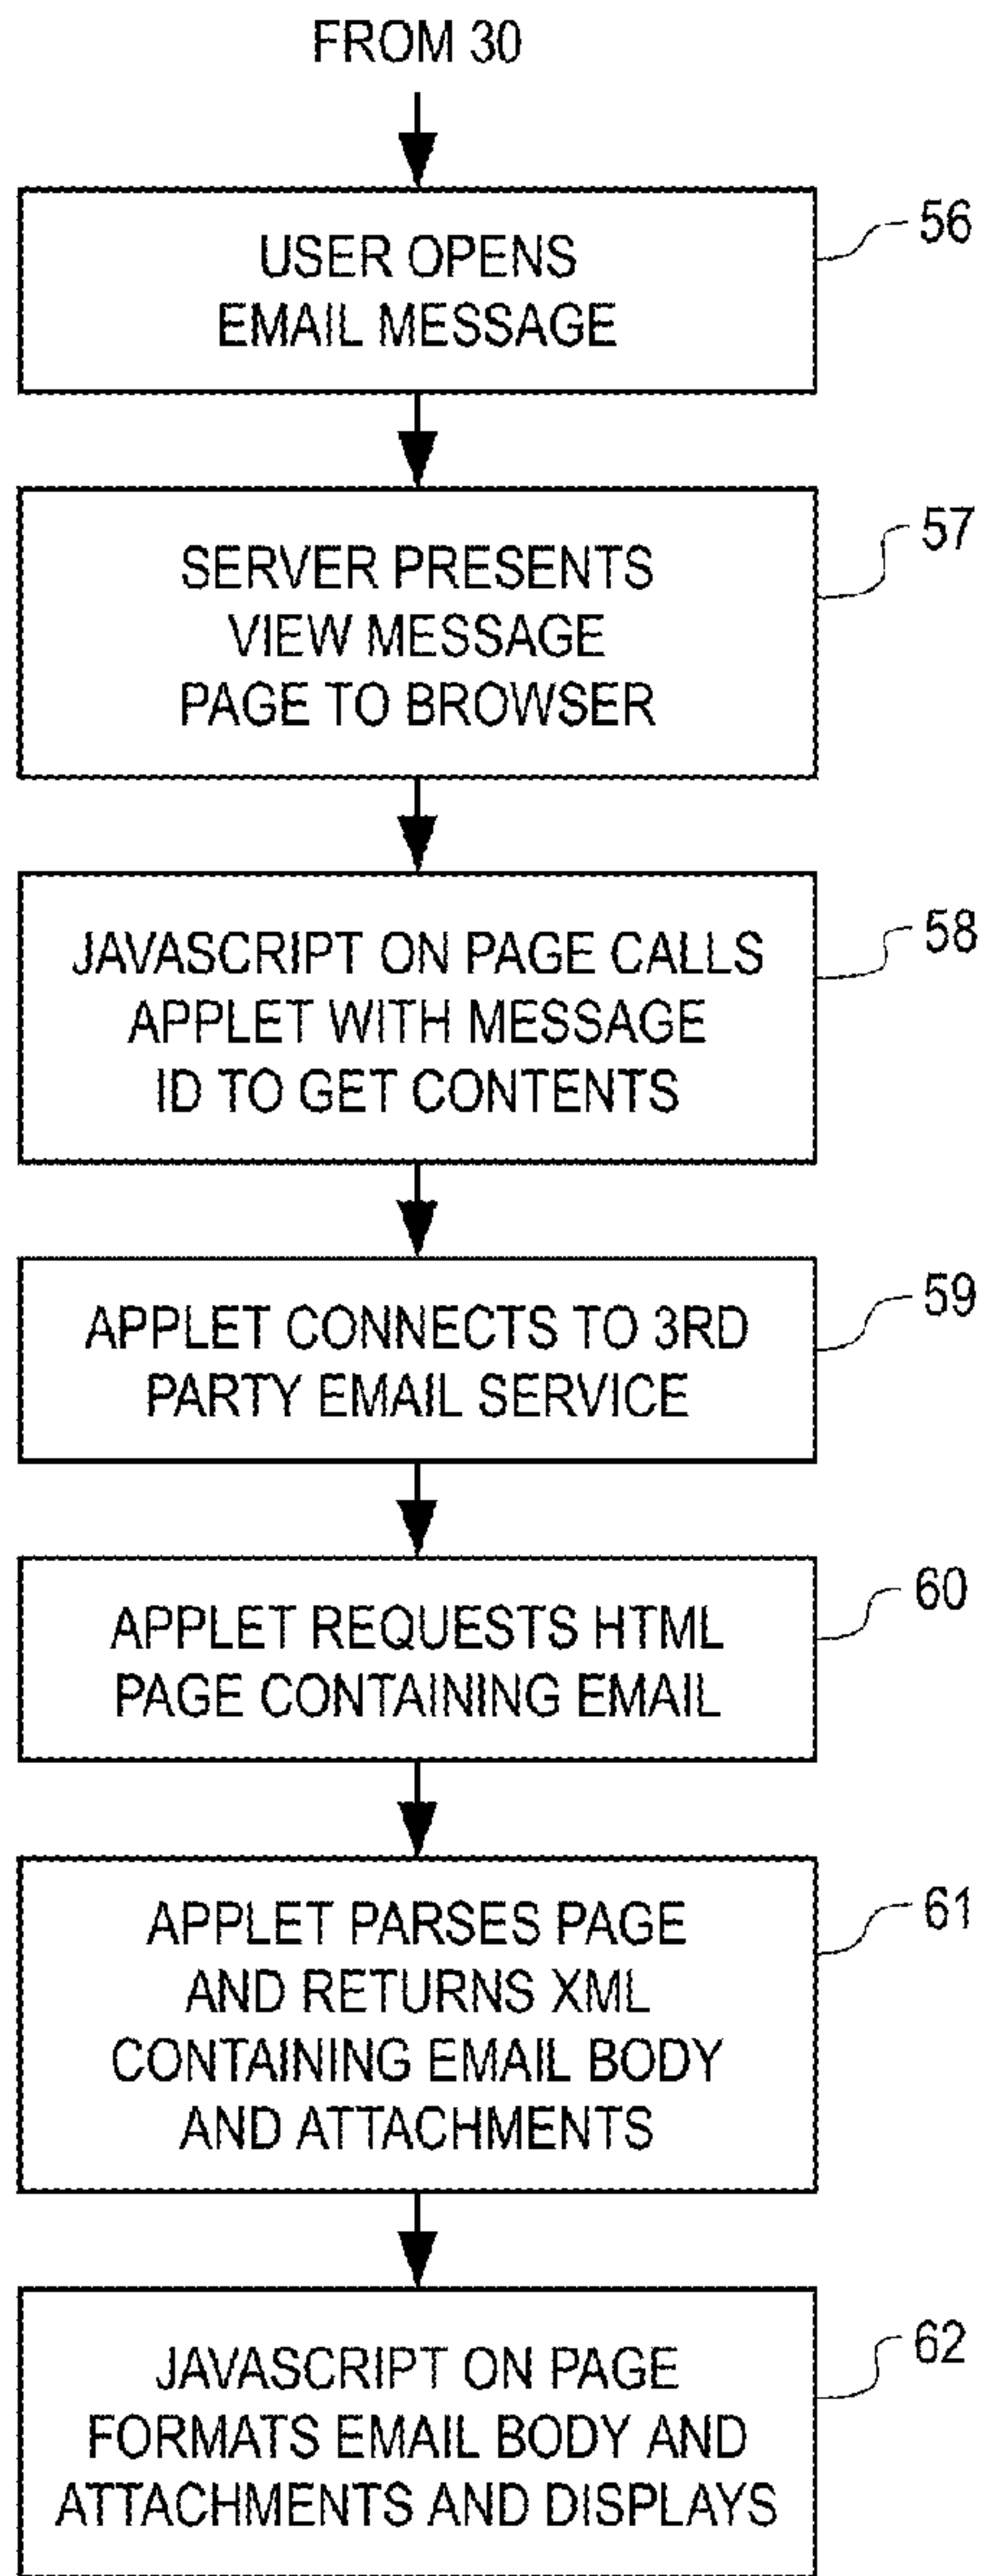 FROM 30
56
USER OPENS
EMAIL MESSAGE
57
SERVER PRESENTS
VIEW MESSAGE
PAGE TO BROWSER
58
JAVASCRIPT ON PAGE CALLS
APPLET WITH MESSAGE
ID TO GET CONTENTS
59
APPLET CONNECTS TO 3RD
PARTY EMAIL SERVICE
60
APPLET REQUESTS HTML
PAGE CONTAINING EMAIL
61
APPLET PARSES PAGE
AND RETURNS XML
CONTAINING EMAIL BODY
AND ATTACHMENTS
62
JAVASCRIPT ON PAGE
FORMATS EMAIL BODY AND
ATTACHMENTS AND DISPLAYS